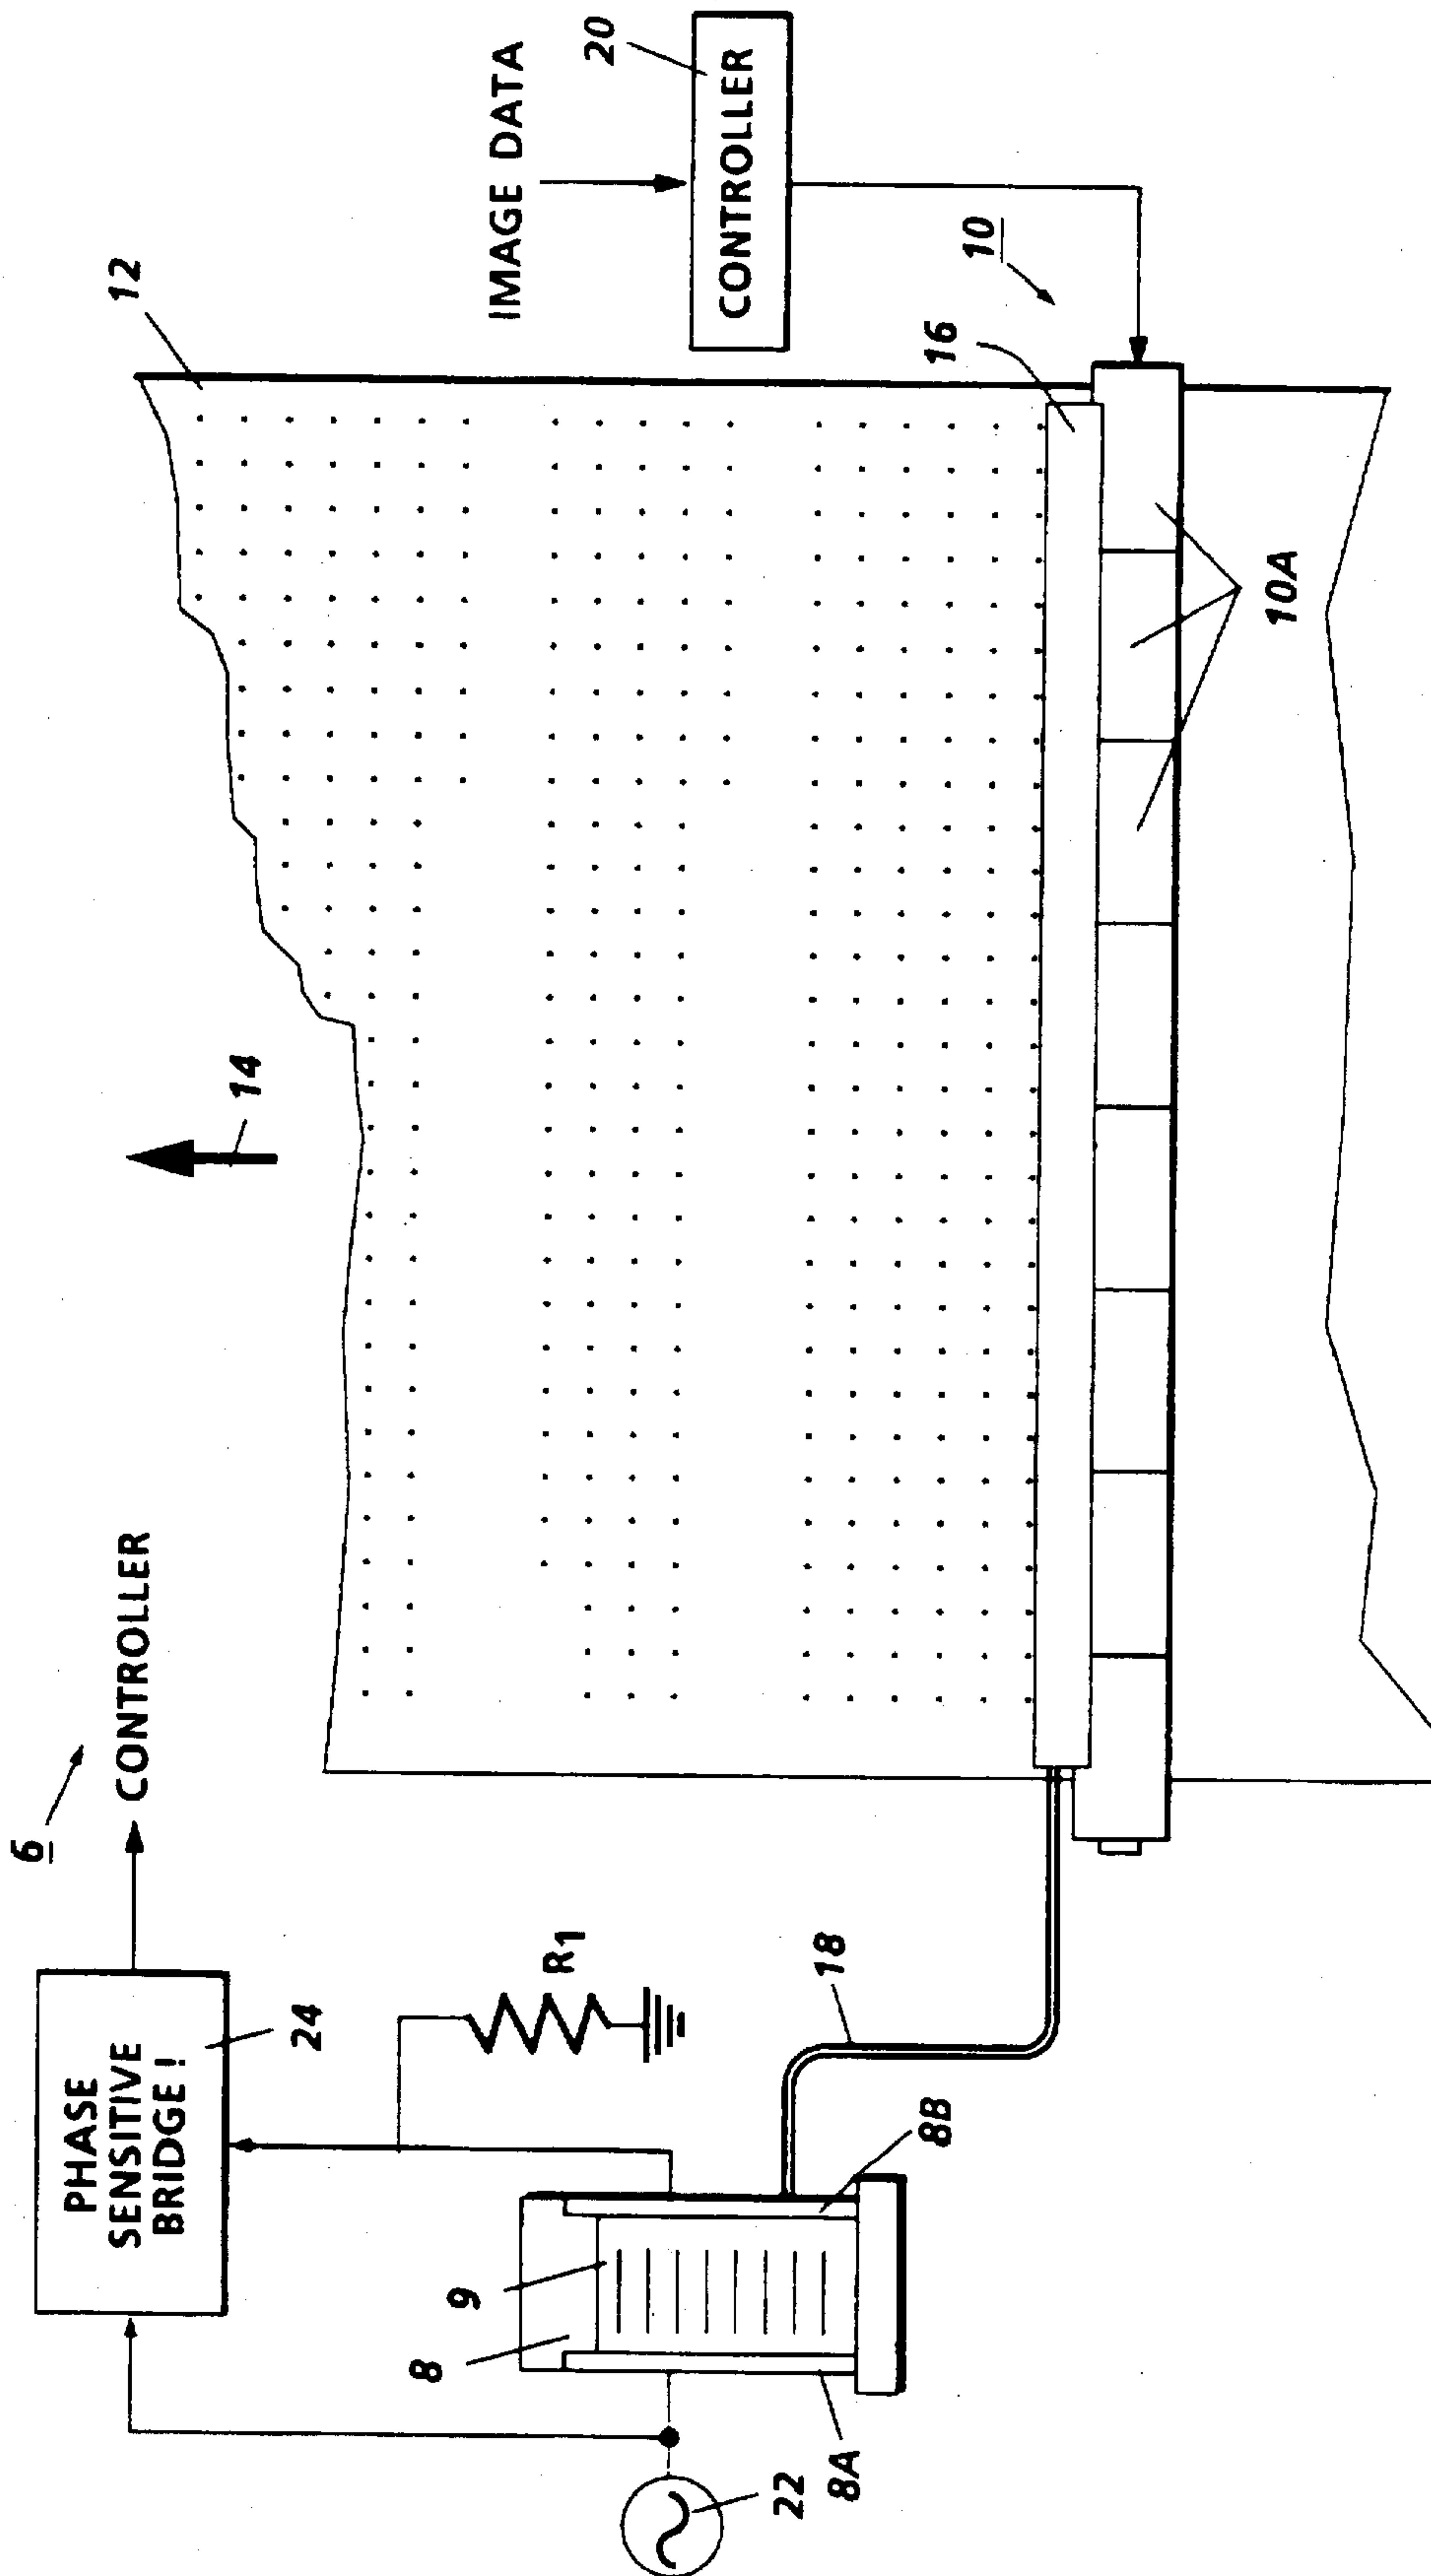 6
PHASE
SENSITIVE
BRIDGE!
24
CONTROLLER
14
12
IMAGE DATA
20
CONTROLLER
R1
8
9
22
8A
8B
18
16
10
10A